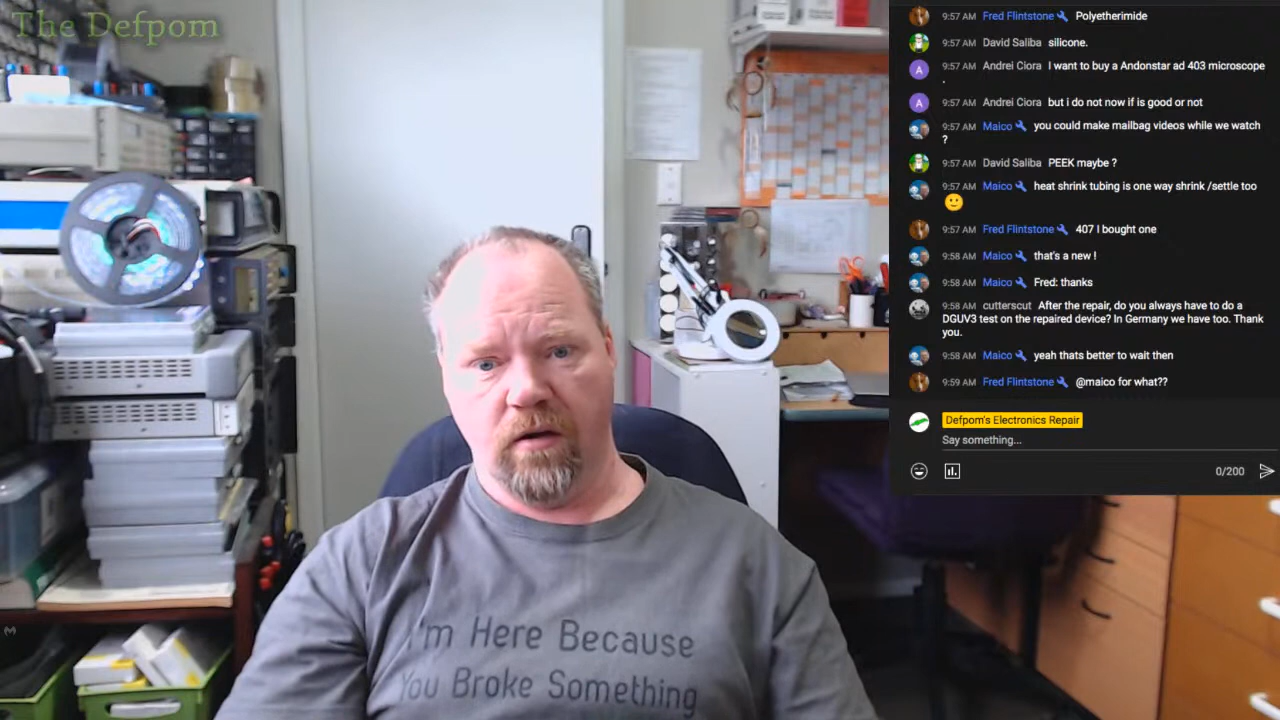 The Defpom
9:57 AM Fred Flintstone Polyetherimide
9:57 AM David Saliba silicone.
9:57 AM Andrei Ciora I want to buy a Andonstar ad 403 microscope
.
9:57 AM Andrei Ciora but i do not now if is good or not
9:57 AM Maico you could make mailbag videos while we watch
?
9:57 AM David Saliba PEEK maybe ?
9:57 AM Maico heat shrink tubing is one way shrink /settle too
🙂
9:57 AM Fred Flintstone 407 I bought one
9:58 AM Maico that's a new !
9:58 AM Maico Fred: thanks
9:58 AM cutterscut After the repair, do you always have to do a
DGUV3 test on the repaired device? In Germany we have too. Thank
you.
9:58 AM Maico yeah thats better to wait then
9:59 AM Fred Flintstone @maico for what??
Defpom's Electronics Repair
Say something...
0/200
I'm Here Because
You Broke Something